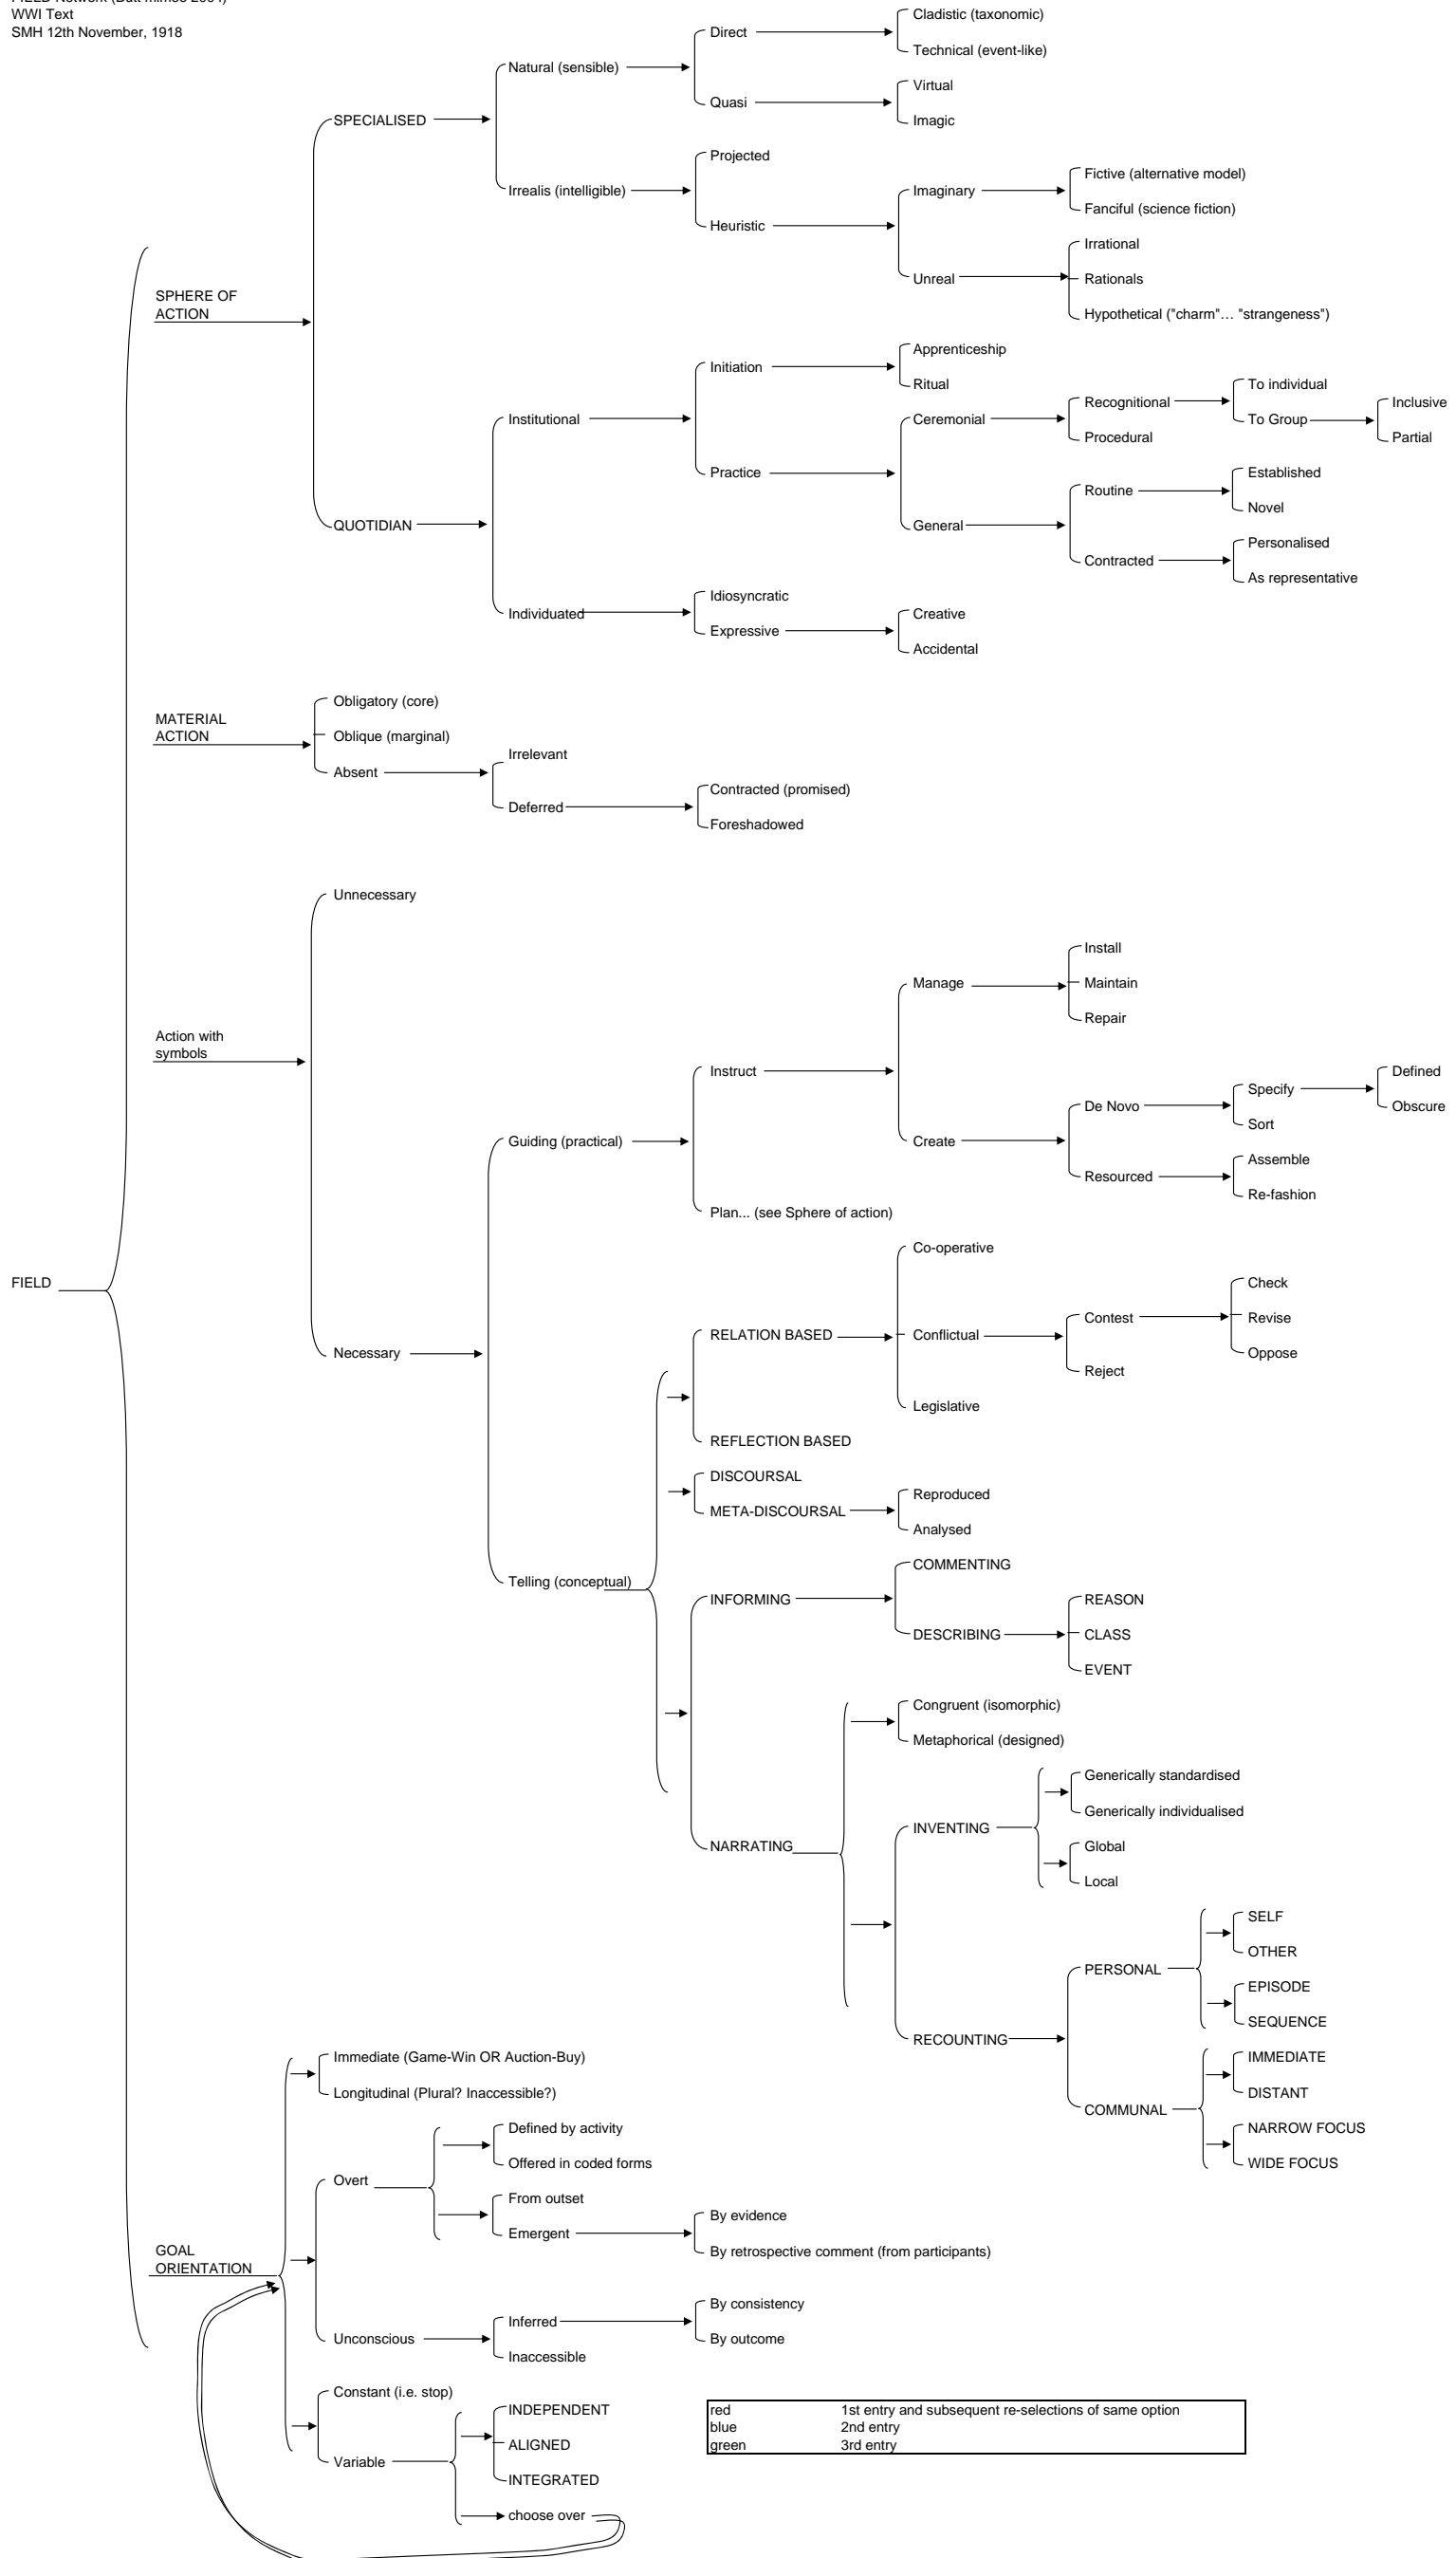 FIELD Network (Butt mimeo 2004)
WWI Text
SMH 12th November, 1918
Cladistic (taxonomic)
Direct
Technical (event-like)
Natural (sensible)
Virtual
Quasi
Imagic
SPECIALISED
Projected
Fictive (alternative model)
Irrealis (intelligible)
Imaginary
Fanciful (science fiction)
Heuristic
Irrational
Unreal
Rationals
Hypothetical ("charm"... "strangeness")
SPHERE OF
ACTION
Apprenticeship
Initiation
Ritual
To individual
Recognitional
Inclusive
Institutional
Ceremonial
To Group
Procedural
Partial
Practice
Established
Routine
Novel
QUOTIDIAN
General
Personalised
Contracted
As representative
Idiosyncratic
Individuated
Creative
Expressive
Accidental
Obligatory (core)
MATERIAL
ACTION
Oblique (marginal)
Irrelevant
Absent
Contracted (promised)
Deferred
Foreshadowed
Unnecessary
Install
Manage
Maintain
Repair
Action with
symbols
Instruct
Defined
Specify
De Novo
Obscure
Sort
Guiding (practical)
Create
Assemble
Resourced
Re-fashion
Plan... (see Sphere of action)
Co-operative
FIELD
Check
Contest
Revise
RELATION BASED
Conflictual
Necessary
Oppose
Reject
Legislative
REFLECTION BASED
DISCOURSAL
Reproduced
META-DISCOURSAL
Analysed
COMMENTING
Telling (conceptual)
INFORMING
REASON
DESCRIBING
CLASS
EVENT
Congruent (isomorphic)
Metaphorical (designed)
Generically standardised
Generically individualised
INVENTING
NARRATING
Global
Local
SELF
OTHER
PERSONAL
EPISODE
SEQUENCE
RECOUNTING
Immediate (Game-Win OR Auction-Buy)
IMMEDIATE
Longitudinal (Plural? Inaccessible?)
DISTANT
COMMUNAL
Defined by activity
NARROW FOCUS
Offered in coded forms
WIDE FOCUS
Overt
From outset
By evidence
Emergent
GOAL
ORIENTATION
By retrospective comment (from participants)
By consistency
Inferred
Unconscious
By outcome
Inaccessible
Constant (i.e. stop)
INDEPENDENT
red 1st entry and subsequent re-selections of same option
blue 2nd entry
green 3rd entry
ALIGNED
Variable
INTEGRATED
choose over